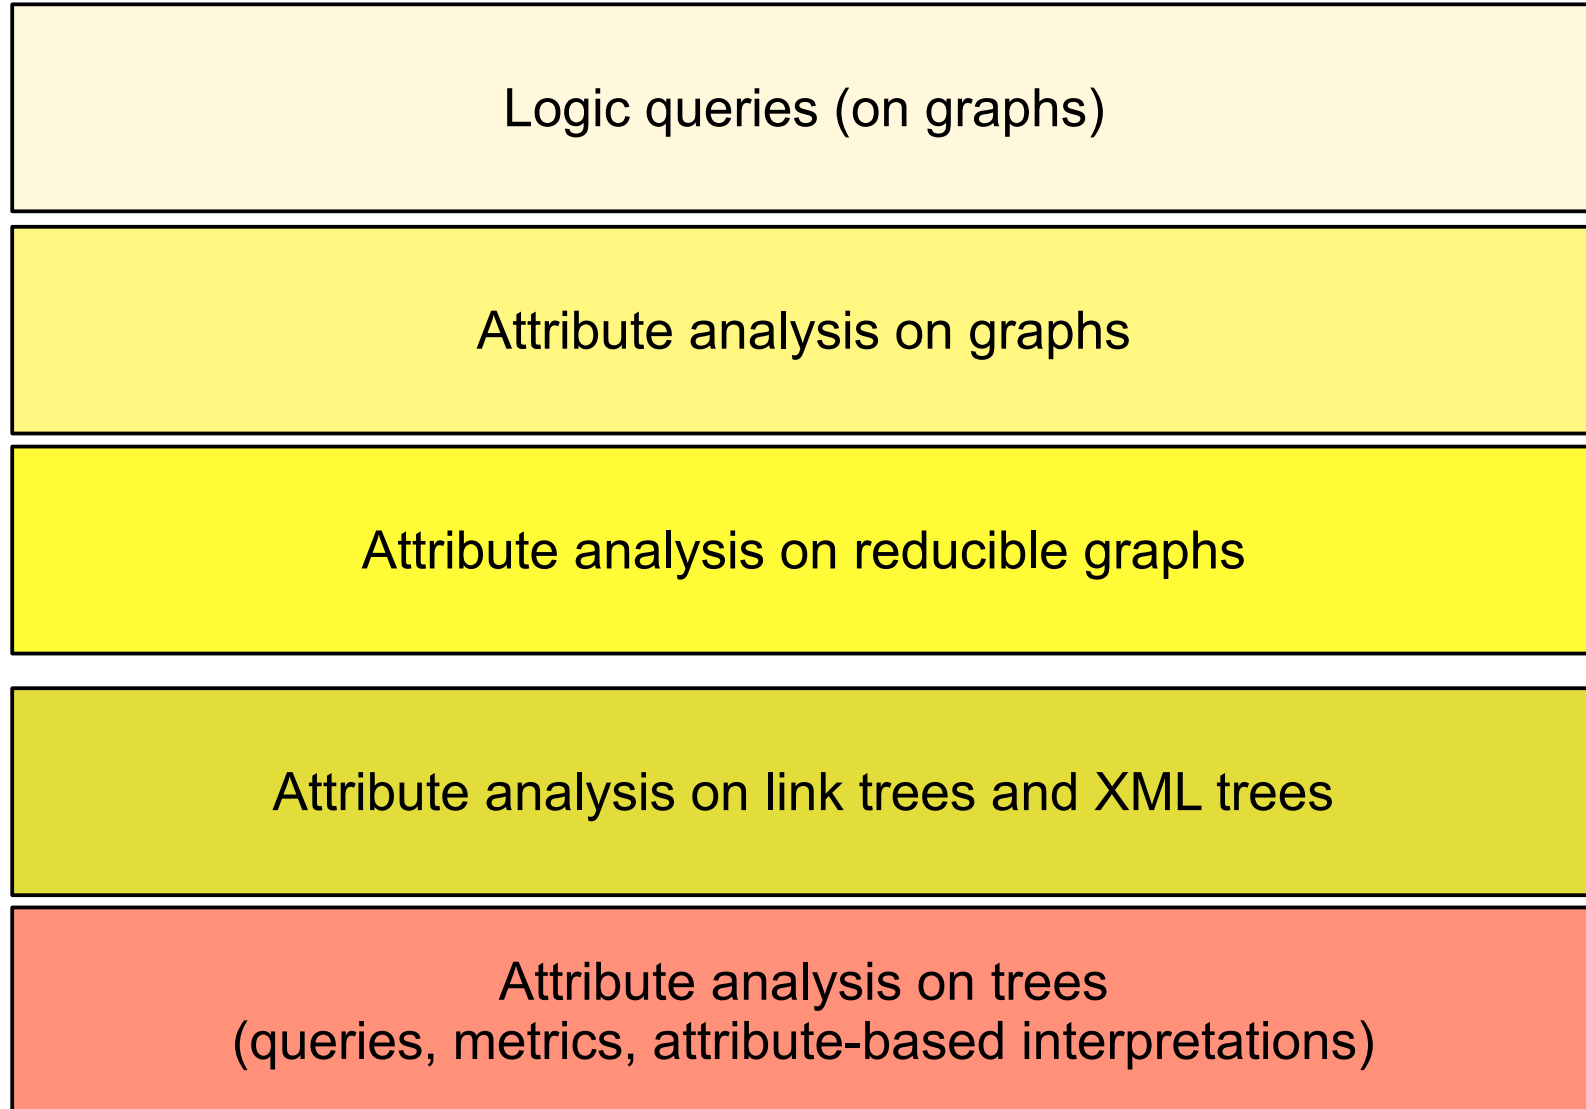 Logic queries (on graphs)
Attribute analysis on graphs
Attribute analysis on reducible graphs
Attribute analysis on link trees and XML trees
Attribute analysis on trees
(queries, metrics, attribute-based interpretations)